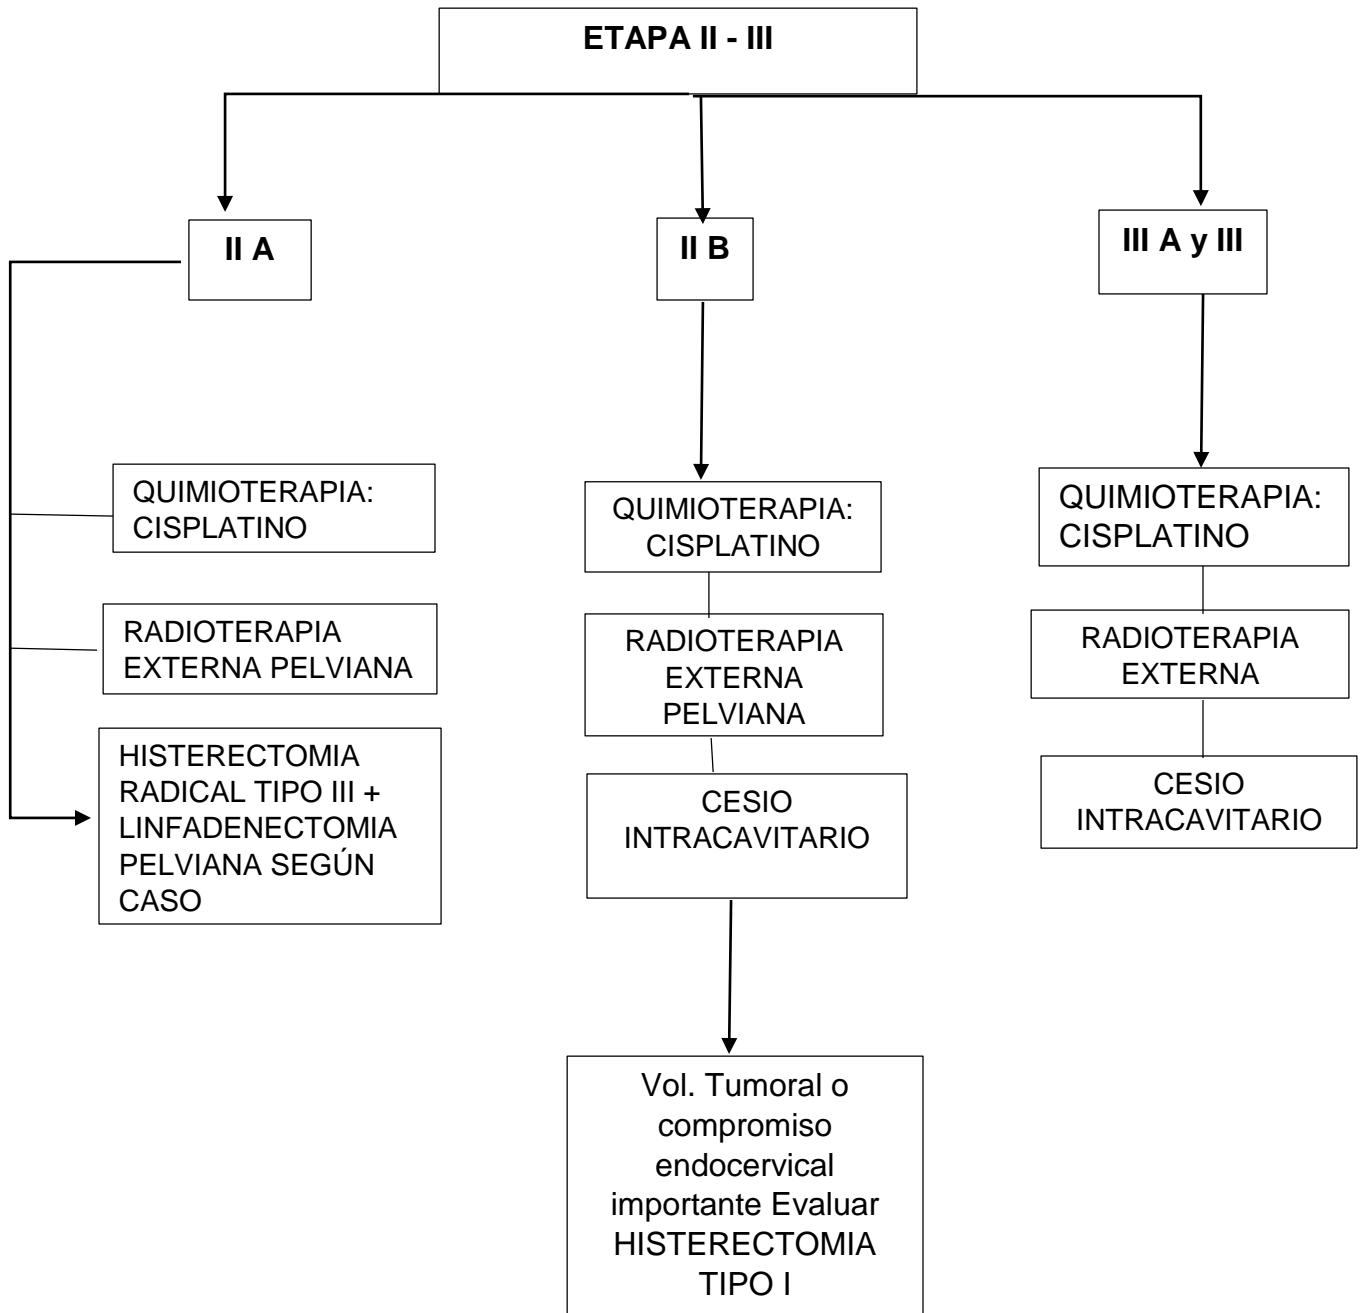 ETAPA II - III
II A
II B
III A y III
QUIMIOTERAPIA:
CISPLATINO
RADIOTERAPIA
EXTERNA PELVIANA
HISTERECTOMIA
RADICAL TIPO III +
LINFADENECTOMIA
PELVIANA SEGÚN
CASO
QUIMIOTERAPIA:
CISPLATINO
RADIOTERAPIA
EXTERNA
PELVIANA
CESIO
INTRACAVITARIO
Vol. Tumoral o
compromiso
endocervical
importante Evaluar
HISTERECTOMIA
TIPO I
QUIMIOTERAPIA:
CISPLATINO
RADIOTERAPIA
EXTERNA
CESIO
INTRACAVITARIO